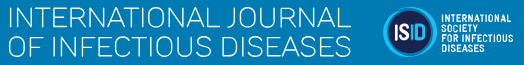 INTERNATIONAL JOURNAL
OF INFECTIOUS DISEASES
ISID
INTERNATIONAL
SOCIETY
FOR INFECTIOUS
DISEASES